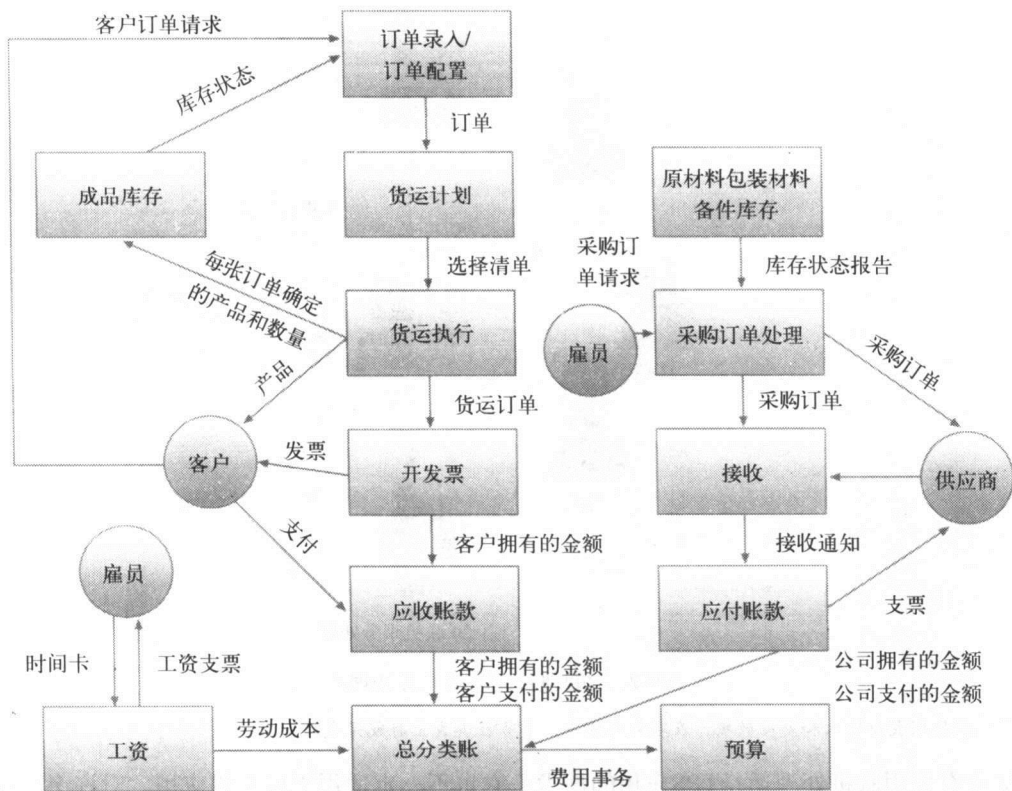 客户订单请求
订单录入/
订单配置
库存状态
订单
成品库存
货运计划
原材料包装材料
备件库存
选择清单
采购订
单请求
库存状态报告
每张订单确定
的产品和数量
货运执行
雇员
采购订单处理
采购订单
产品
货运订单
采购订单
客户
发票
开发票
接收
供应商
支付
客户拥有的金额
接收通知
雇员
应收账款
应付账款
支票
时间卡
工资支票
客户拥有的金额
客户支付的金额
公司拥有的金额
公司支付的金额
工资
劳动成本
总分类账
费用事务
预算